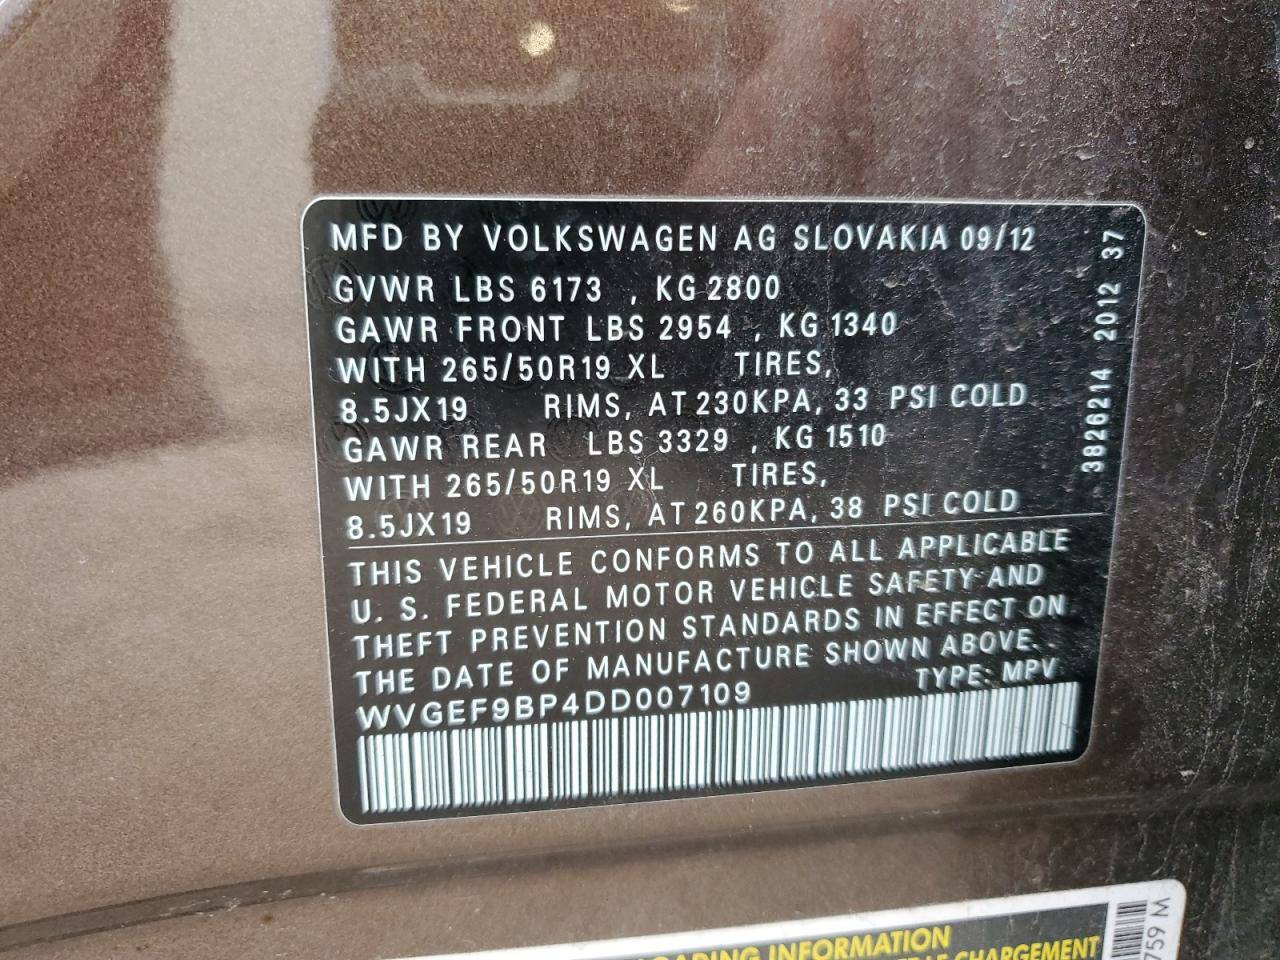 MFD BY VOLKSWAGEN AG SLOVAKIA 09/12
GVWR LBS 6173 , KG 2800
GAWR FRONT LBS 2954 , KG 1340
WITH 265/50R19 XL TIRES,
8.5JX19 RIMS, AT 230KPA, 33 PSI COLD
GAWR REAR LBS 3329 , KG 1510
WITH 265/50R19 XL TIRES,
8.5JX19 RIMS, AT 260KPA, 38 PSI COLD
THIS VEHICLE CONFORMS TO ALL APPLICABLE
U. S. FEDERAL MOTOR VEHICLE SAFETY AND
THEFT PREVENTION STANDARDS IN EFFECT ON
THE DATE OF MANUFACTURE SHOWN ABOVE.
TYPE: MPV
WVGEF9BP4DD007109
3826214 2012 37
INFORMATION
CHARGEMENT
759 M